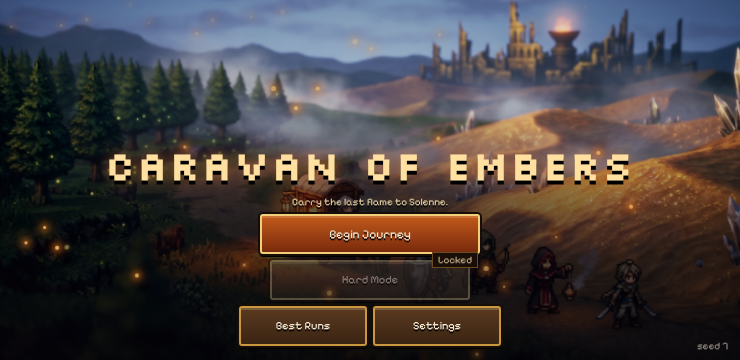 CARAVAN OF EMBERS
Carry the last flame to Solenne.
Begin Journey
Locked
Hard Mode
Best Runs
Settings
seed 7